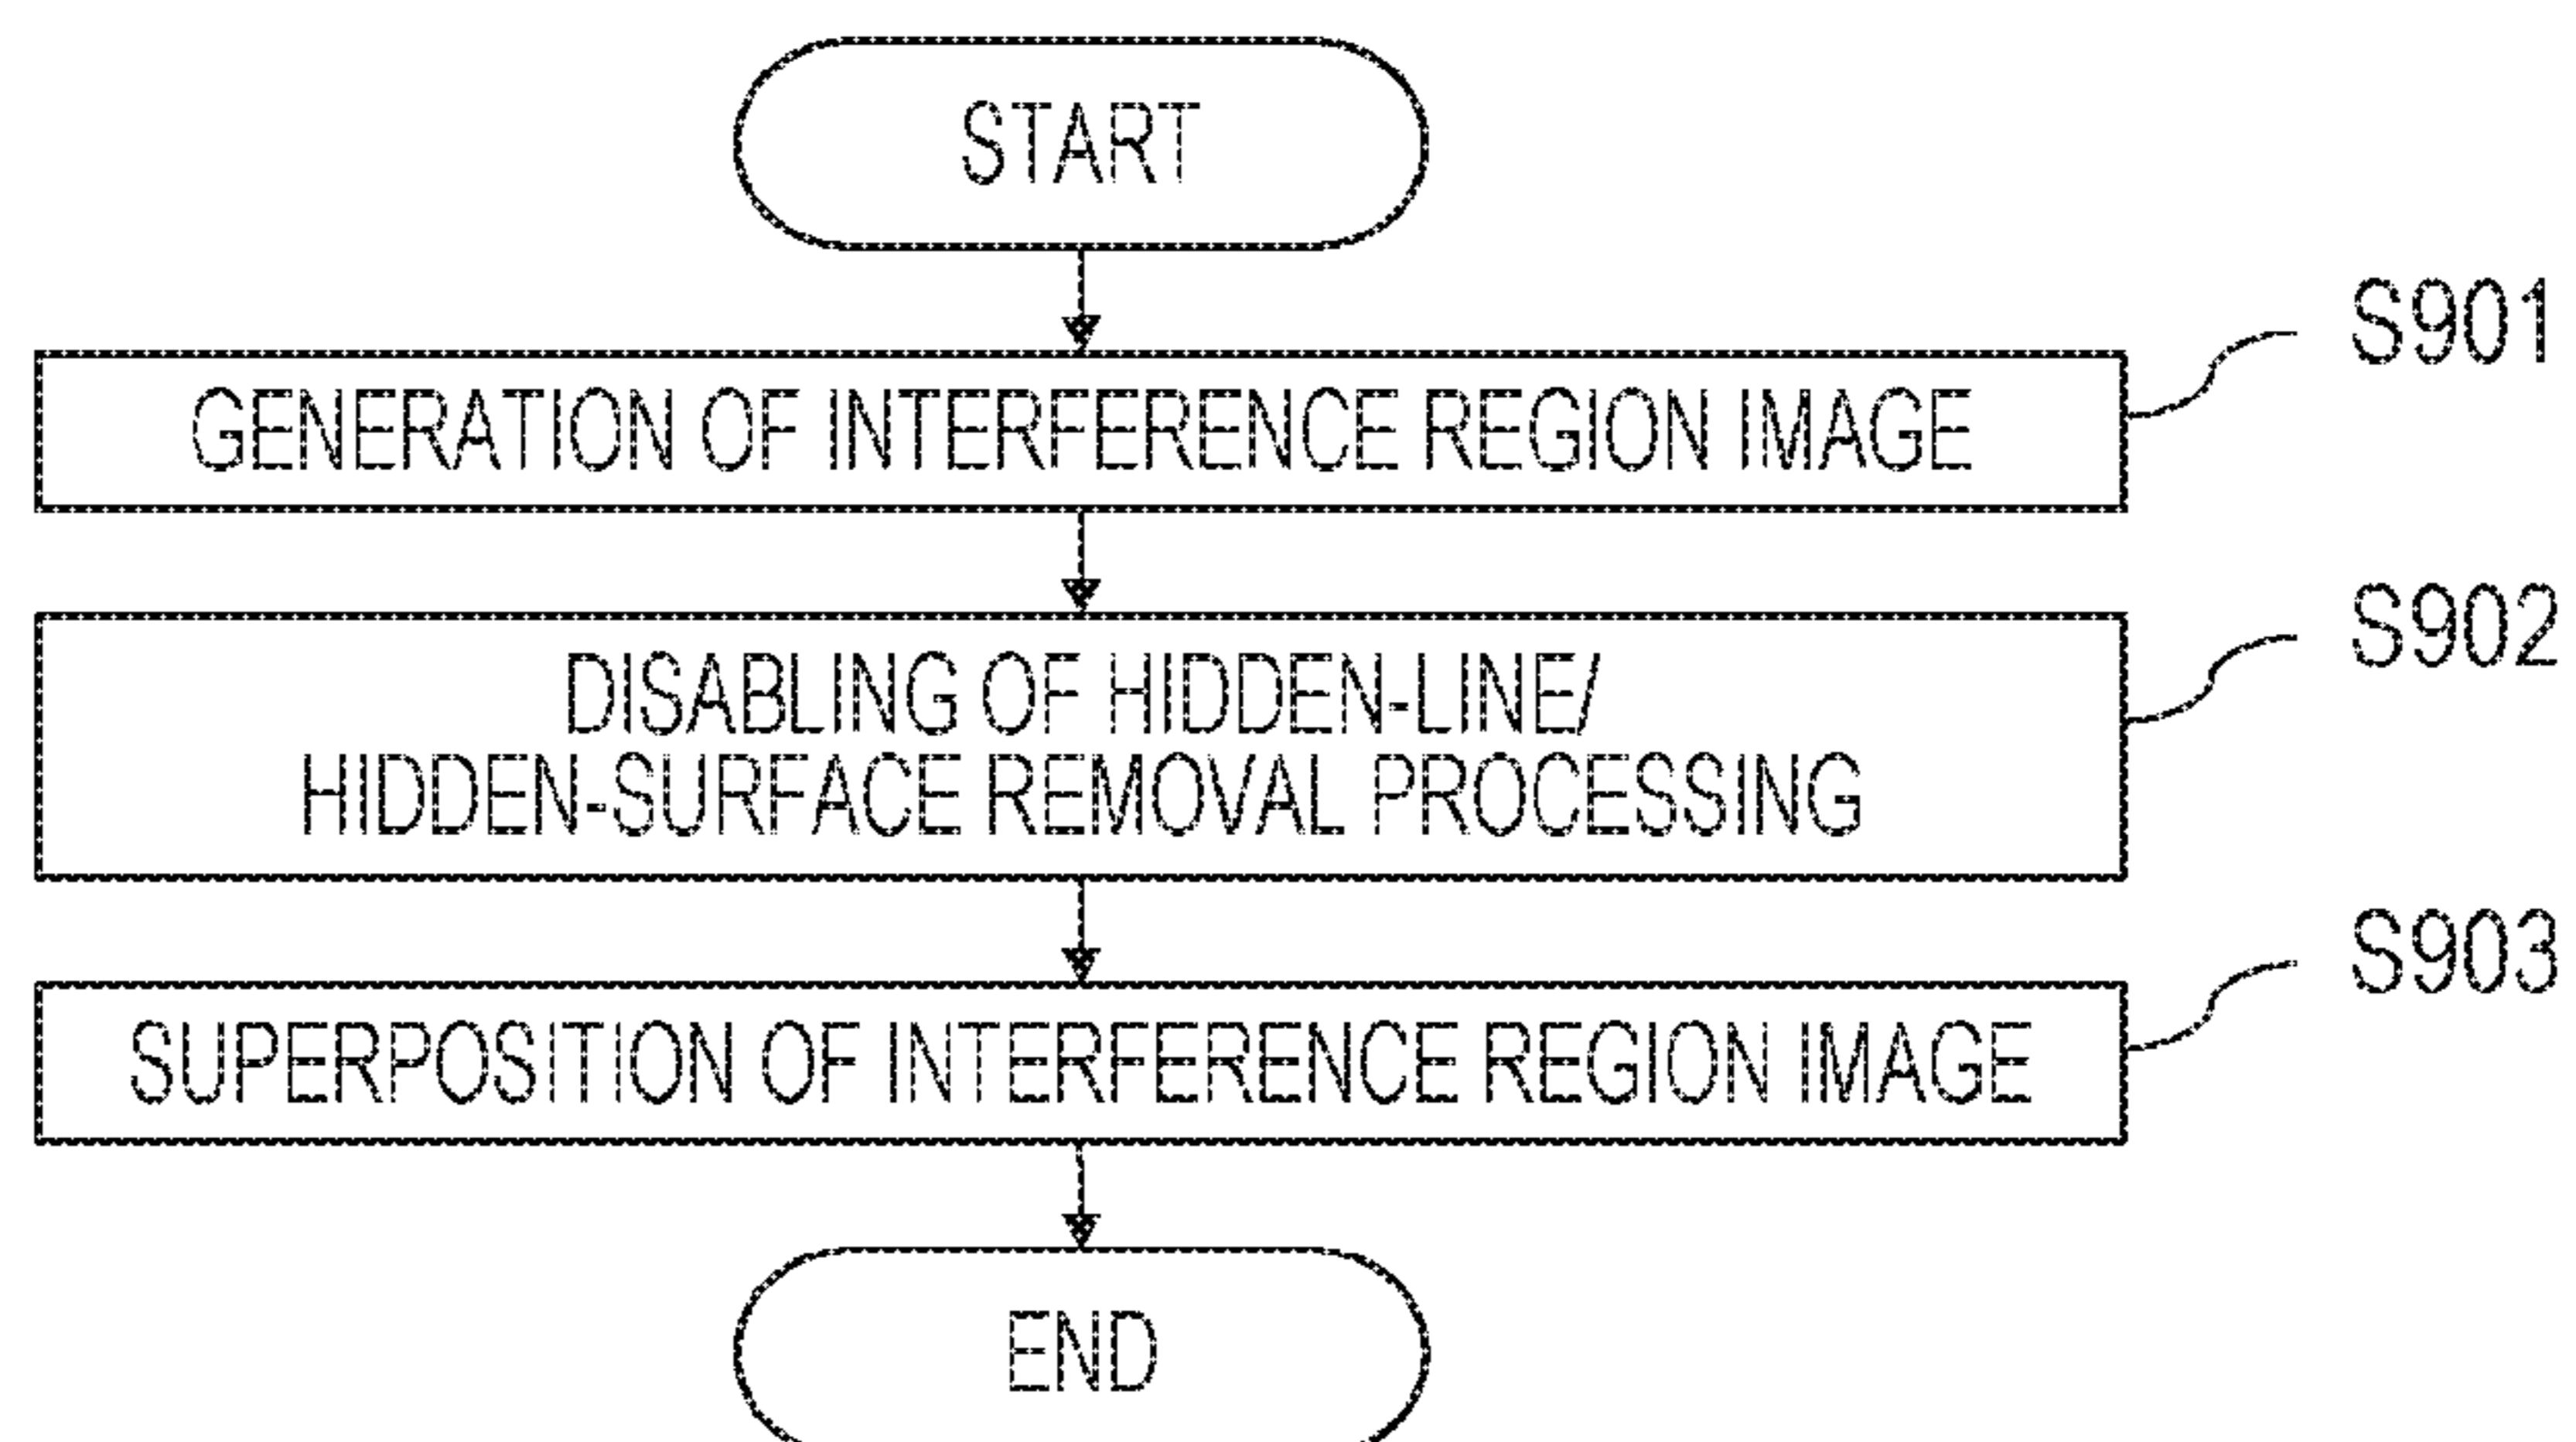 START
S901
GENERATION OF INTERFERENCE REGION IMAGE
S902
DISABLING OF HIDDEN-LINE/
HIDDEN-SURFACE REMOVAL PROCESSING
S903
SUPERPOSITION OF INTERFERENCE REGION IMAGE
END